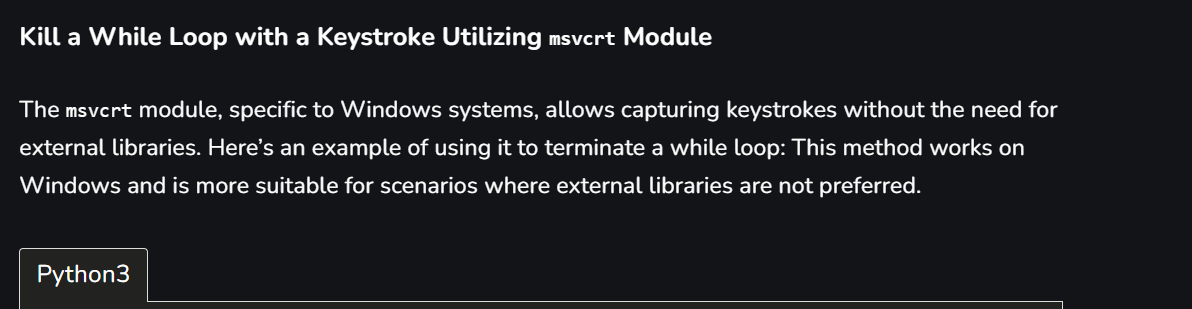 Kill a While Loop with a Keystroke Utilizing msvcrt Module
The msvcrt module, specific to Windows systems, allows capturing keystrokes without the need for
external libraries. Here’s an example of using it to terminate a while loop: This method works on
Windows and is more suitable for scenarios where external libraries are not preferred.
Python3